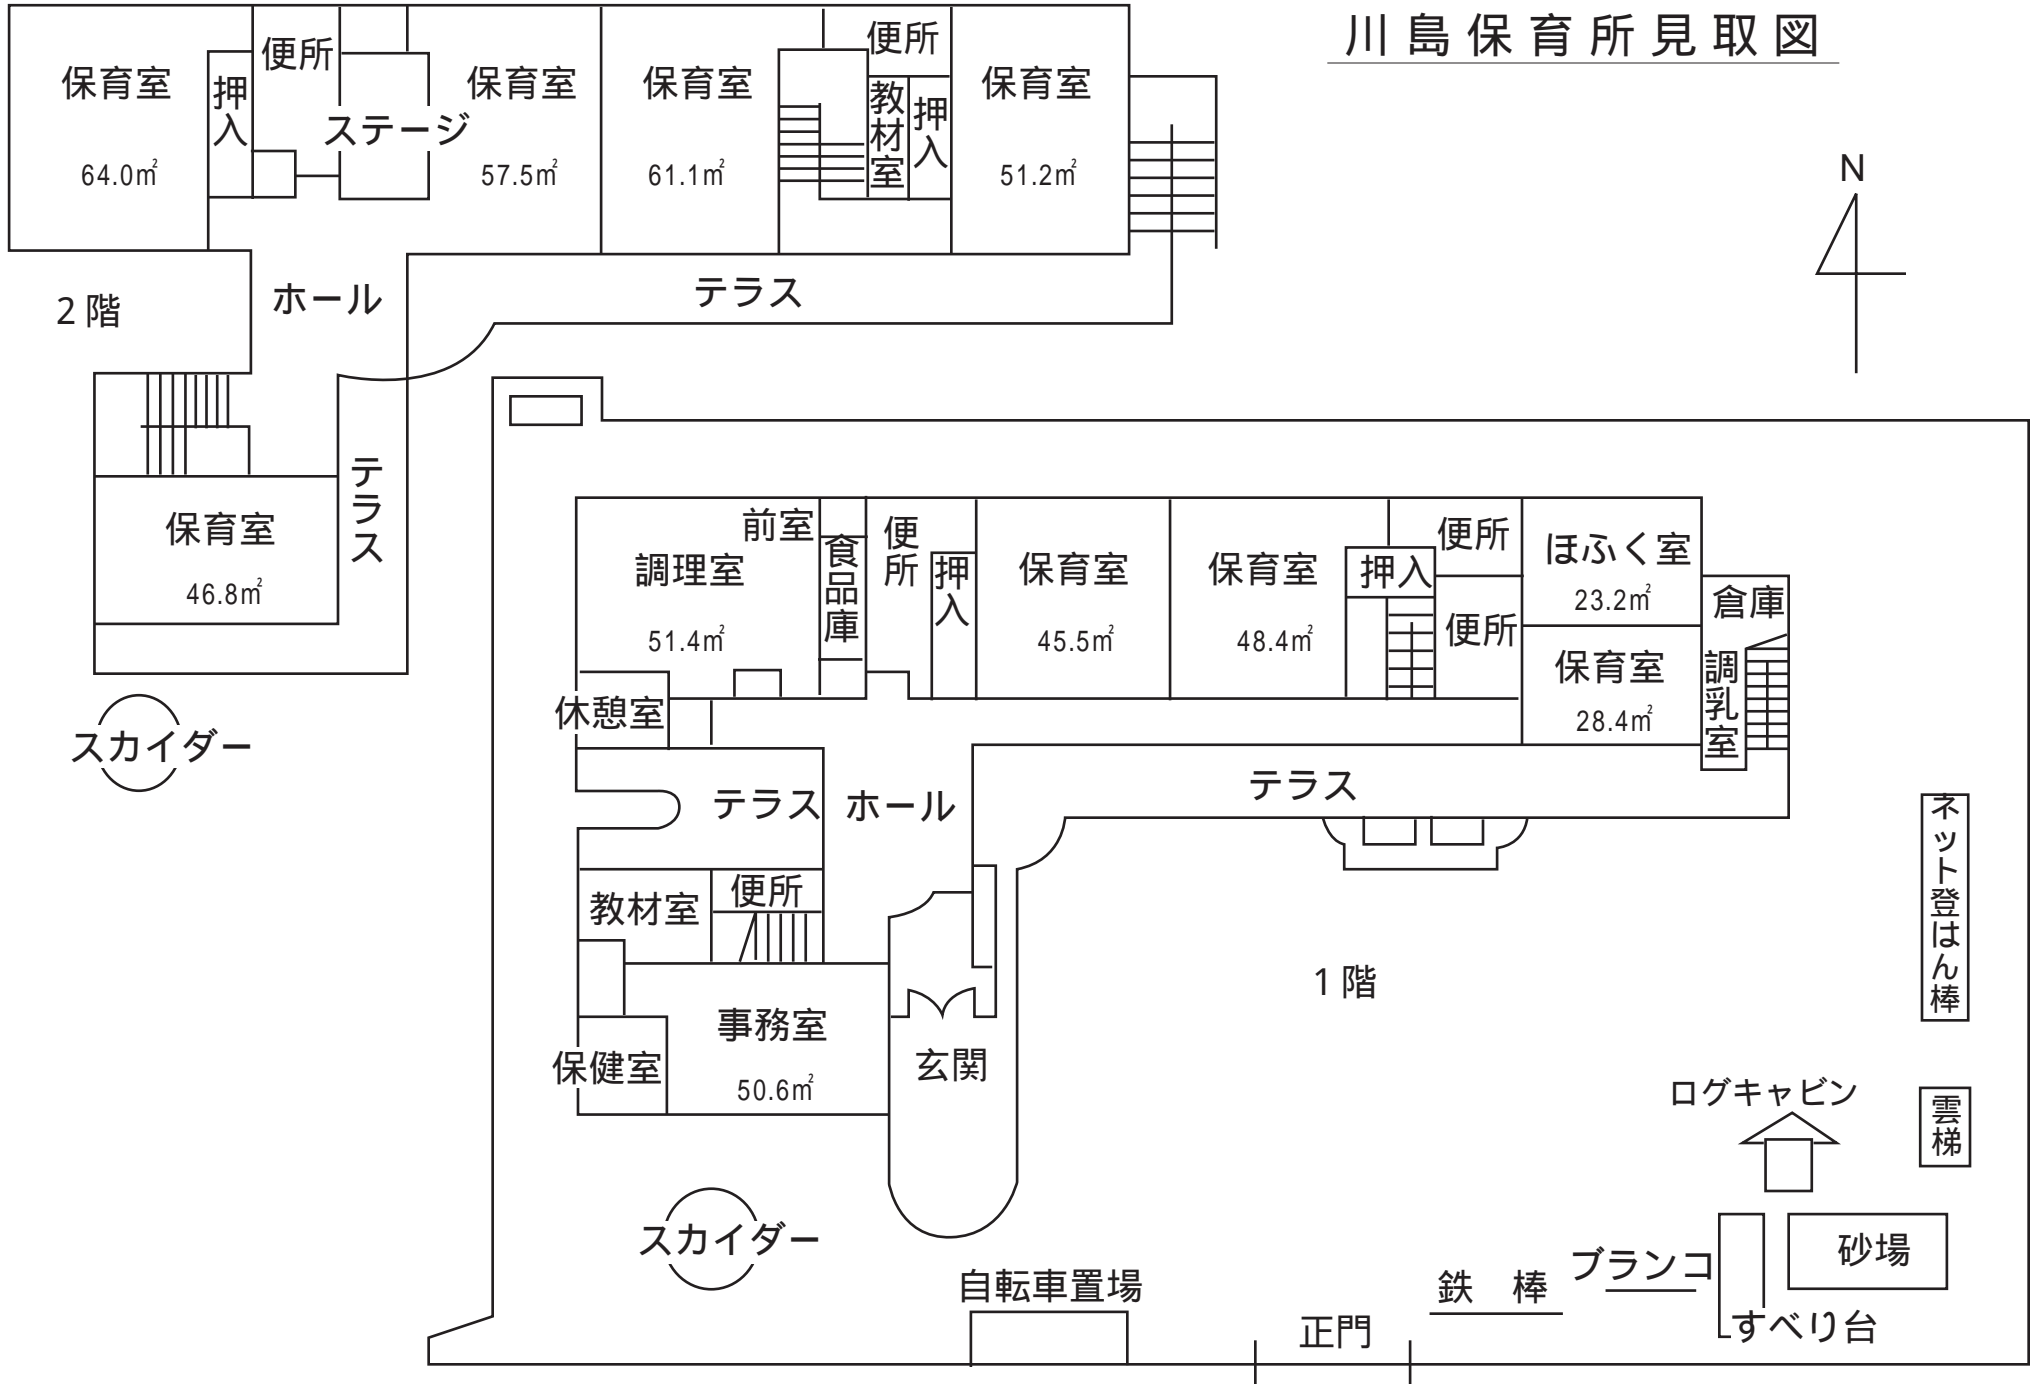 川島保育所見取図
便所
便所
保育室
押入
ステージ
保育室
保育室
教材室
押入
保育室
64.0㎡
57.5㎡
61.1㎡
51.2㎡
N
2階
ホール
テラス
テラス
保育室
46.8㎡
スカイダー
前室
調理室
51.4㎡
食品庫
便所
押入
保育室
45.5㎡
保育室
48.4㎡
押入
便所
便所
ほふく室
23.2㎡
倉庫
保育室
28.4㎡
調乳室
休憩室
テラス
ホール
テラス
教材室
便所
ネット登はん棒
1階
事務室
50.6㎡
保健室
玄関
ログキャビン
雲梯
スカイダー
砂場
ブランコ
自転車置場
鉄 棒
すべり台
正門